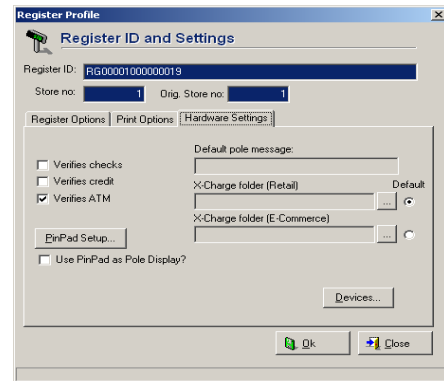 Register Profile
Register ID and Settings
Register ID: RG00001000000019
Store no: 1 Orig. Store no: 1
Register Options Print Options Hardware Settings
Default pole message:
Verifies checks
Verifies credit X-Charge folder (Retail) Default
Verifies ATM ...
X-Charge folder (E-Commerce)
PinPad Setup... ...
Use PinPad as Pole Display?
Devices...
Ok Close